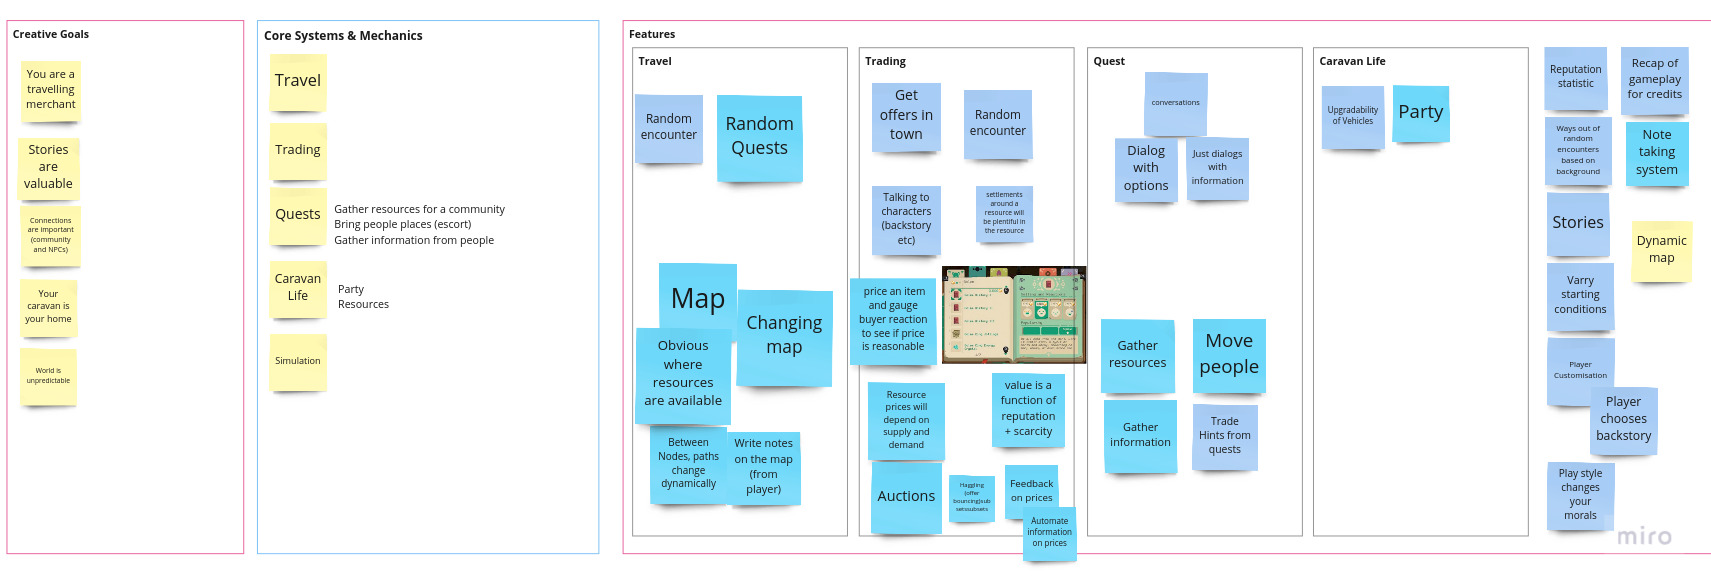 Creative Goals
You are a
travelling
merchant
Stories
are
valuable
Connections
are important
(community
and NPCs)
Your
caravan is
your home
World is
unpredictable
Core Systems & Mechanics
Travel
Trading
Quests
Gather resources for a community
Bring people places (escort)
Gather information from people
Caravan
Life
Party
Resources
Simulation
Features
Travel
Random
encounter
Random
Quests
Map
Changing
map
Obvious
where
resources
are available
Between
Nodes, paths
change
dynamically
Write notes
on the map
(from
player)
Trading
Get
offers in
town
Random
encounter
Talking to
characters
(backstory
etc)
settlements
around a
resource will
be plentiful in
the resource
price an item
and gauge
buyer reaction
to see if price
is reasonable
Resource
prices will
depend on
supply and
demand
value is a
function of
reputation
+ scarcity
Auctions
Haggling
(offer
bouncing)sub
setssubsets
Feedback
on prices
Automate
information
on prices
Quest
conversations
Dialog
with
options
Just dialogs
with
information
Gather
resources
Move
people
Gather
information
Trade
Hints from
quests
Caravan Life
Upgradability
of Vehicles
Party
Reputation
statistic
Recap of
gameplay
for credits
Ways out of
random
encounters
based on
background
Note
taking
system
Stories
Dynamic
map
Varry
starting
conditions
Player
Customisation
Player
chooses
backstory
Play style
changes
your
morals
miro